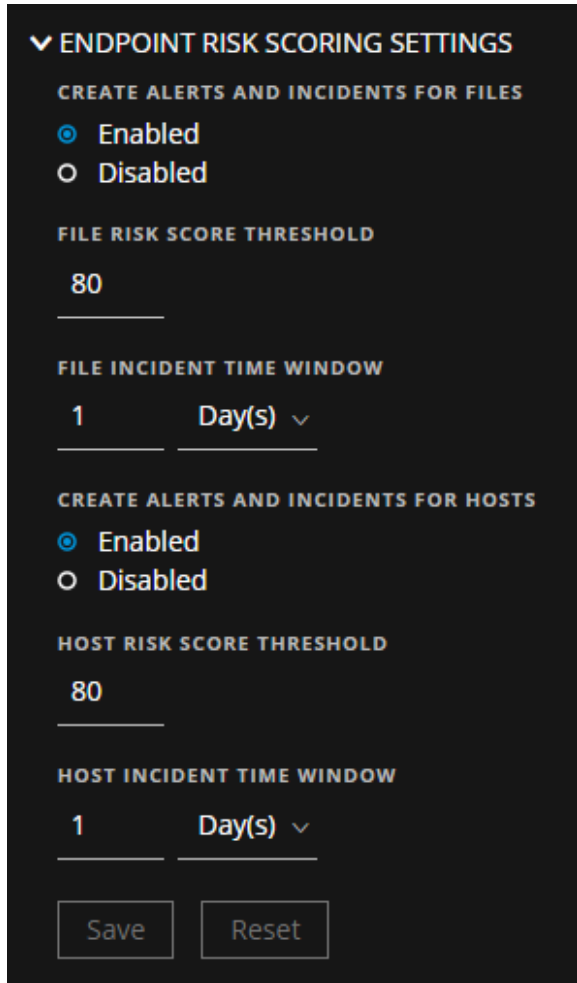 ENDPOINT RISK SCORING SETTINGS
CREATE ALERTS AND INCIDENTS FOR FILES
Enabled
Disabled
FILE RISK SCORE THRESHOLD
80
FILE INCIDENT TIME WINDOW
1 Day(s)
CREATE ALERTS AND INCIDENTS FOR HOSTS
Enabled
Disabled
HOST RISK SCORE THRESHOLD
80
HOST INCIDENT TIME WINDOW
1 Day(s)
Save Reset